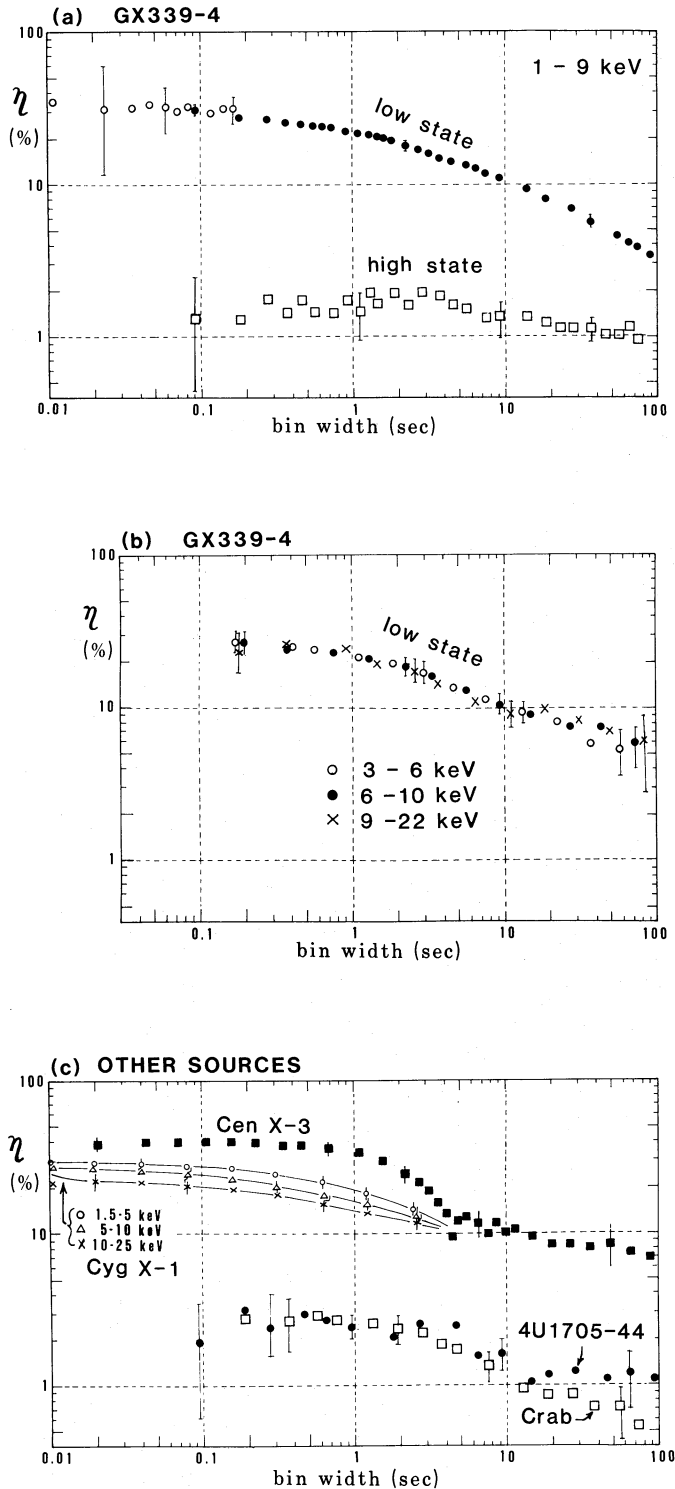 (a) GX339-4
100
1 - 9 keV
η
(%)
low state
10
high state
1
0.01 0.1 1 10 100
bin width (sec)
(b) GX339-4
100
η
(%)
low state
10
○ 3 - 6 keV
● 6 -10 keV
× 9 -22 keV
1
0.1 1 10 100
bin width (sec)
(c) OTHER SOURCES
100
Cen X-3
η
(%)
○ 1.5-5 keV
△ 5-10 keV
× 10-25 keV
10
Cyg X-1
4U1705-44
1
Crab
0.01 0.1 1 10 100
bin width (sec)